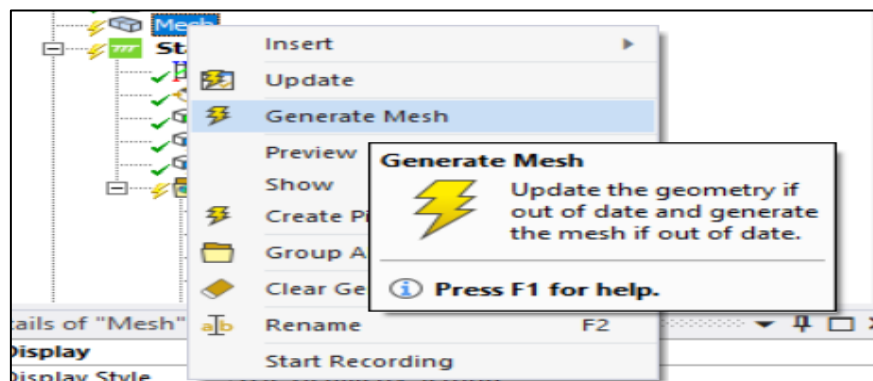 Mesh
Sta
Insert
Update
Generate Mesh
Preview
Show
Create Pi
Group A
Clear Ge
Rename F2
Start Recording
Generate Mesh
Update the geometry if
out of date and generate
the mesh if out of date.
Press F1 for help.
ails of "Mesh"
Display
Display Style